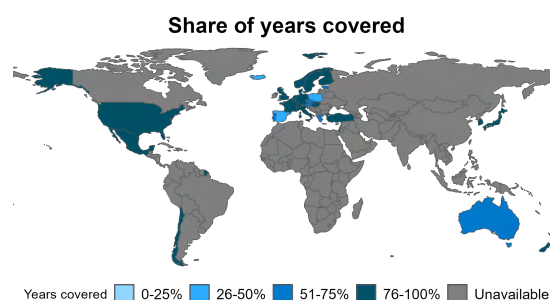 Share of years covered
Years covered 0-25% 26-50% 51-75% 76-100% Unavailable